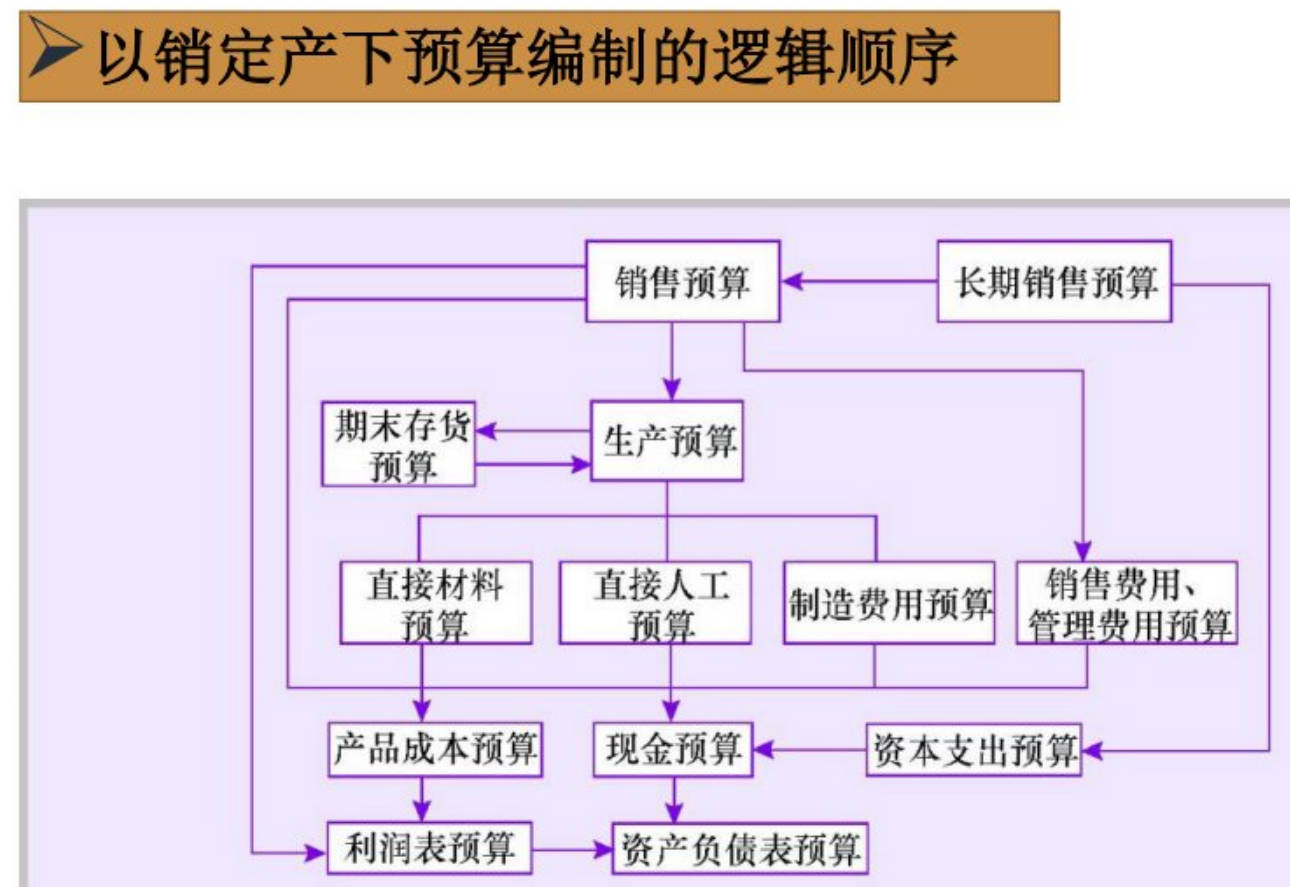 以销定产下预算编制的逻辑顺序
销售预算
长期销售预算
期末存货
预算
生产预算
直接材料
预算
直接人工
预算
制造费用预算
销售费用、
管理费用预算
产品成本预算
现金预算
资本支出预算
利润表预算
资产负债表预算